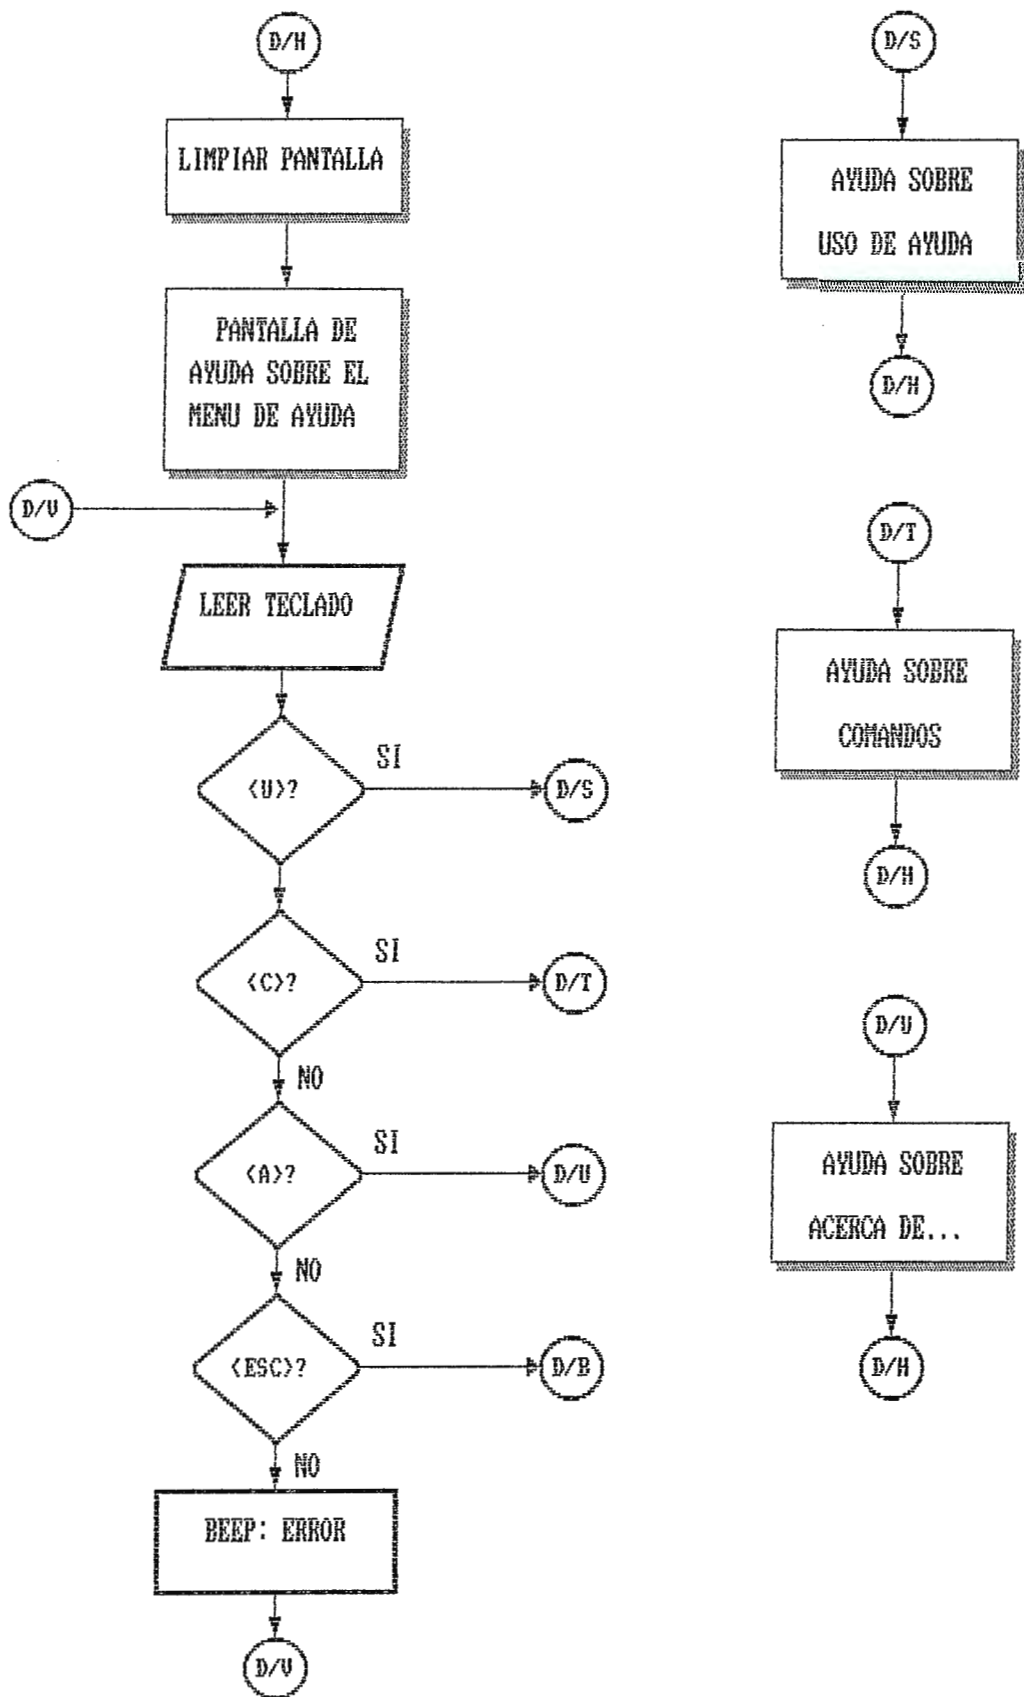 D/H
LIMPIAR PANTALLA
PANTALLA DE
AYUDA SOBRE EL
MENU DE AYUDA
D/V
LEER TECLADO
<U>?
SI
D/S
<C>?
SI
D/T
NO
<A>?
SI
D/U
NO
<ESC>?
SI
D/B
NO
BEEP: ERROR
D/V
D/S
AYUDA SOBRE
USO DE AYUDA
D/H
D/T
AYUDA SOBRE
COMANDOS
D/H
D/U
AYUDA SOBRE
ACERCA DE...
D/H